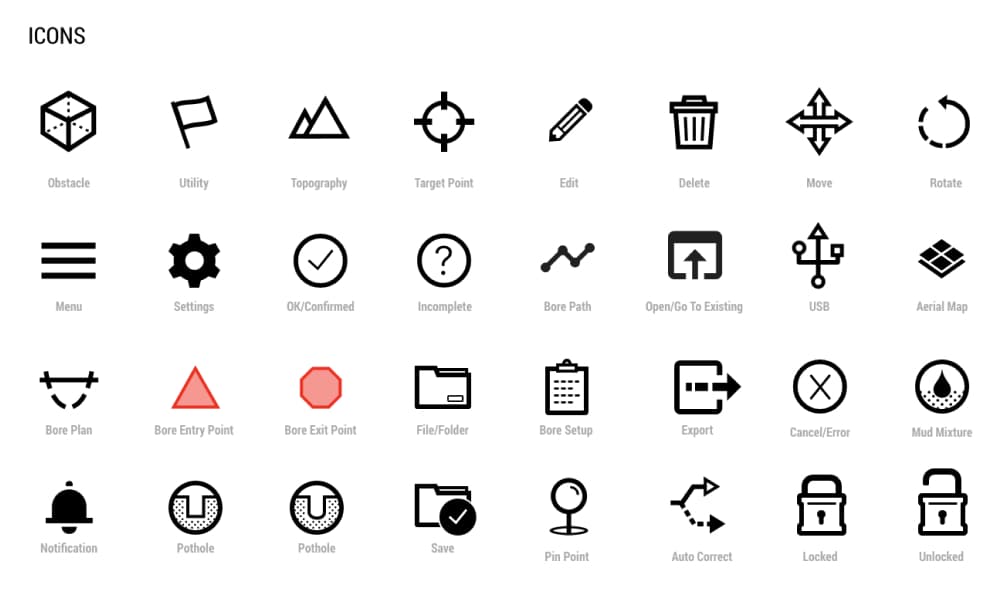 ICONS
Obstacle
Utility
Topography
Target Point
Edit
Delete
Move
Rotate
Menu
Settings
OK/Confirmed
Incomplete
Bore Path
Open/Go To Existing
USB
Aerial Map
Bore Plan
Bore Entry Point
Bore Exit Point
File/Folder
Bore Setup
Export
Cancel/Error
Mud Mixture
Notification
Pothole
Pothole
Save
Pin Point
Auto Correct
Locked
Unlocked